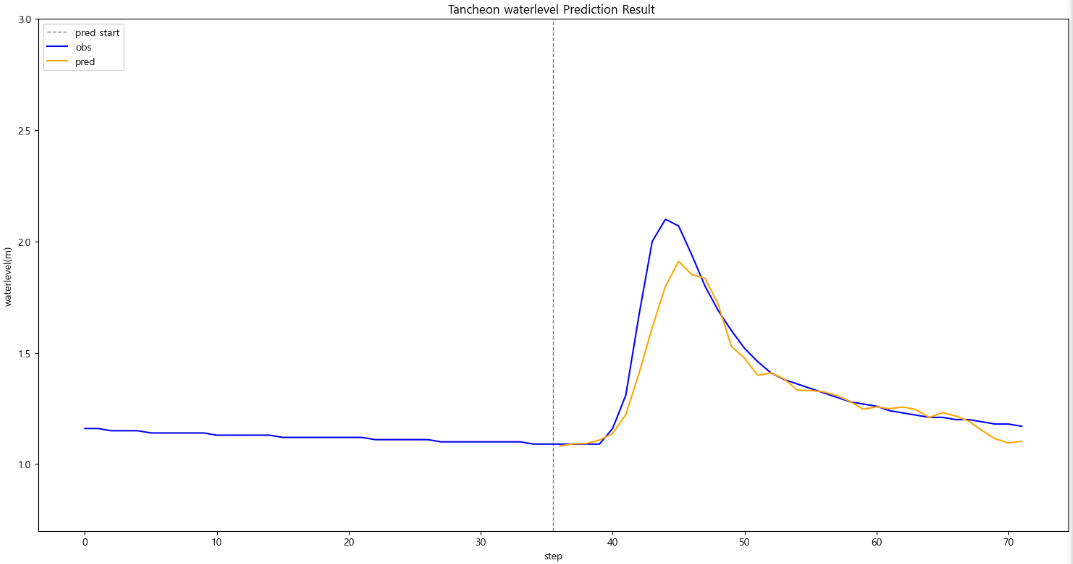 Tancheon waterlevel Prediction Result
pred start
obs
pred
waterlevel(m)
3.0
2.5
2.0
1.5
1.0
0 10 20 30 40 50 60 70
step